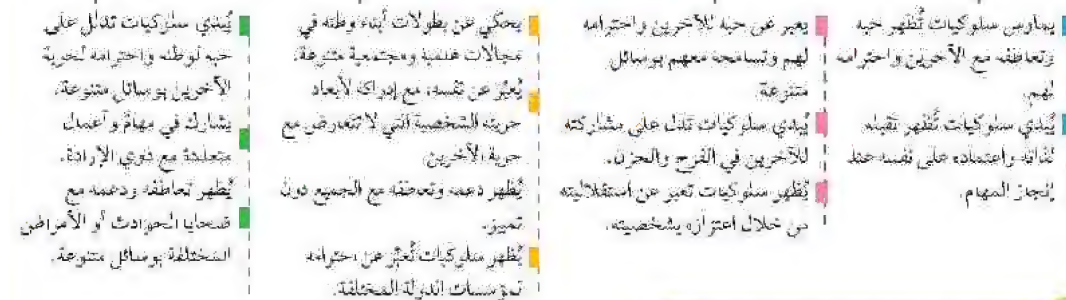 يمارس سلوكيات تُظهر حبه
وتعاطفه مع الآخرين واحترامه
لهم.
يُبدي سلوكيات تُظهر تقبله
لذاته واعتماده على نفسه عند
إنجاز المهام.
يعبر عن حبه للآخرين واحترامه
لهم وتسامحه معهم بوسائل
متنوعة.
يُبدي سلوكيات تدل على مشاركته
للآخرين في الفرح والحزن.
يُظهر سلوكيات تعبر عن استقلاليته
من خلال اعتزازه بشخصيته.
يحكي عن بطولات أبناء وطنه في
مجالات علمية ومجتمعية متنوعة.
يُعبّر عن نفسه، مع إدراكه لأبعاد
حريته الشخصية التي لا تتعارض مع
حرية الآخرين.
يُظهر دعمه وتعاطفه مع الجميع دون
تمييز.
يُظهر سلوكيات تُعبّر عن احترامه
لمؤسسات الدولة المختلفة.
يُبدي سلوكيات تدلل على
حبه لوطنه واحترامه لحرية
الآخرين بوسائل متنوعة.
يشارك في مهام وأعمال
متعددة مع ذوي الإرادة.
يُظهر تعاطفه ودعمه مع
ضحايا الحوادث أو الأمراض
المختلفة بوسائل متنوعة.